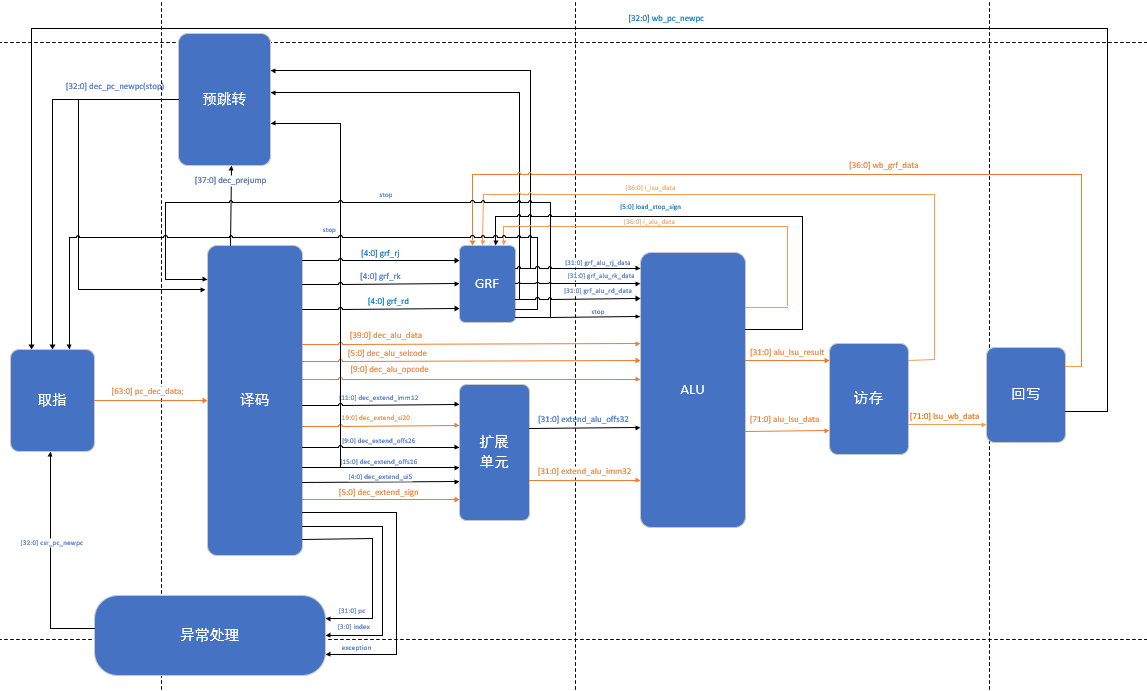 [32:0] wb_pc_newpc
[32:0] dec_pc_newpc(stop)
预跳转
[36:0] wb_grf_data
[37:0] dec_prejump
[36:0] i_lsu_data
stop
[5:0] load_stop_sign
[36:0] i_alu_data
stop
[4:0] grf_rj
[31:0] grf_alu_rj_data
[4:0] grf_rk
GRF
[31:0] grf_alu_rk_data
[4:0] grf_rd
[31:0] grf_alu_rd_data
stop
[39:0] dec_alu_data
[5:0] dec_alu_selcode
[31:0] alu_lsu_result
[9:0] dec_alu_opcode
取指
[63:0] pc_dec_data;
译码
ALU
访存
回写
[11:0] dec_extend_imm12
[19:0] dec_extend_si20
[31:0] extend_alu_offs32
[71:0] alu_lsu_data
[71:0] lsu_wb_data
[9:0] dec_extend_offs26
扩展
单元
[15:0] dec_extend_offs16
[31:0] extend_alu_imm32
[4:0] dec_extend_ui5
[5:0] dec_extend_sign
[32:0] csr_pc_newpc
[31:0] pc
[3:0] index
异常处理
exception